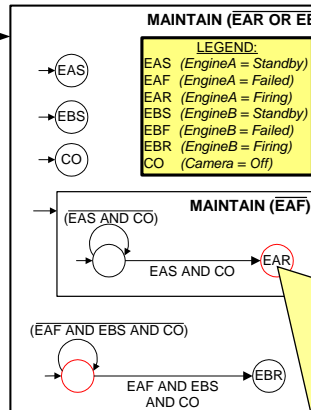 MAINTAIN (EAR OR
LEGEND:
EAS (EngineA = Standby)
EAF (EngineA = Failed)
EAR (EngineA = Firing)
EBS (EngineB = Standby)
EBF (EngineB = Failed)
EBR (EngineB = Firing)
CO (Camera = Off)
EAS
EBS
CO
MAINTAIN (EAF)
(EAS AND CO)
EAS AND CO
EAR
(EAF AND EBS AND CO)
EAF AND EBS
AND CO
EBR